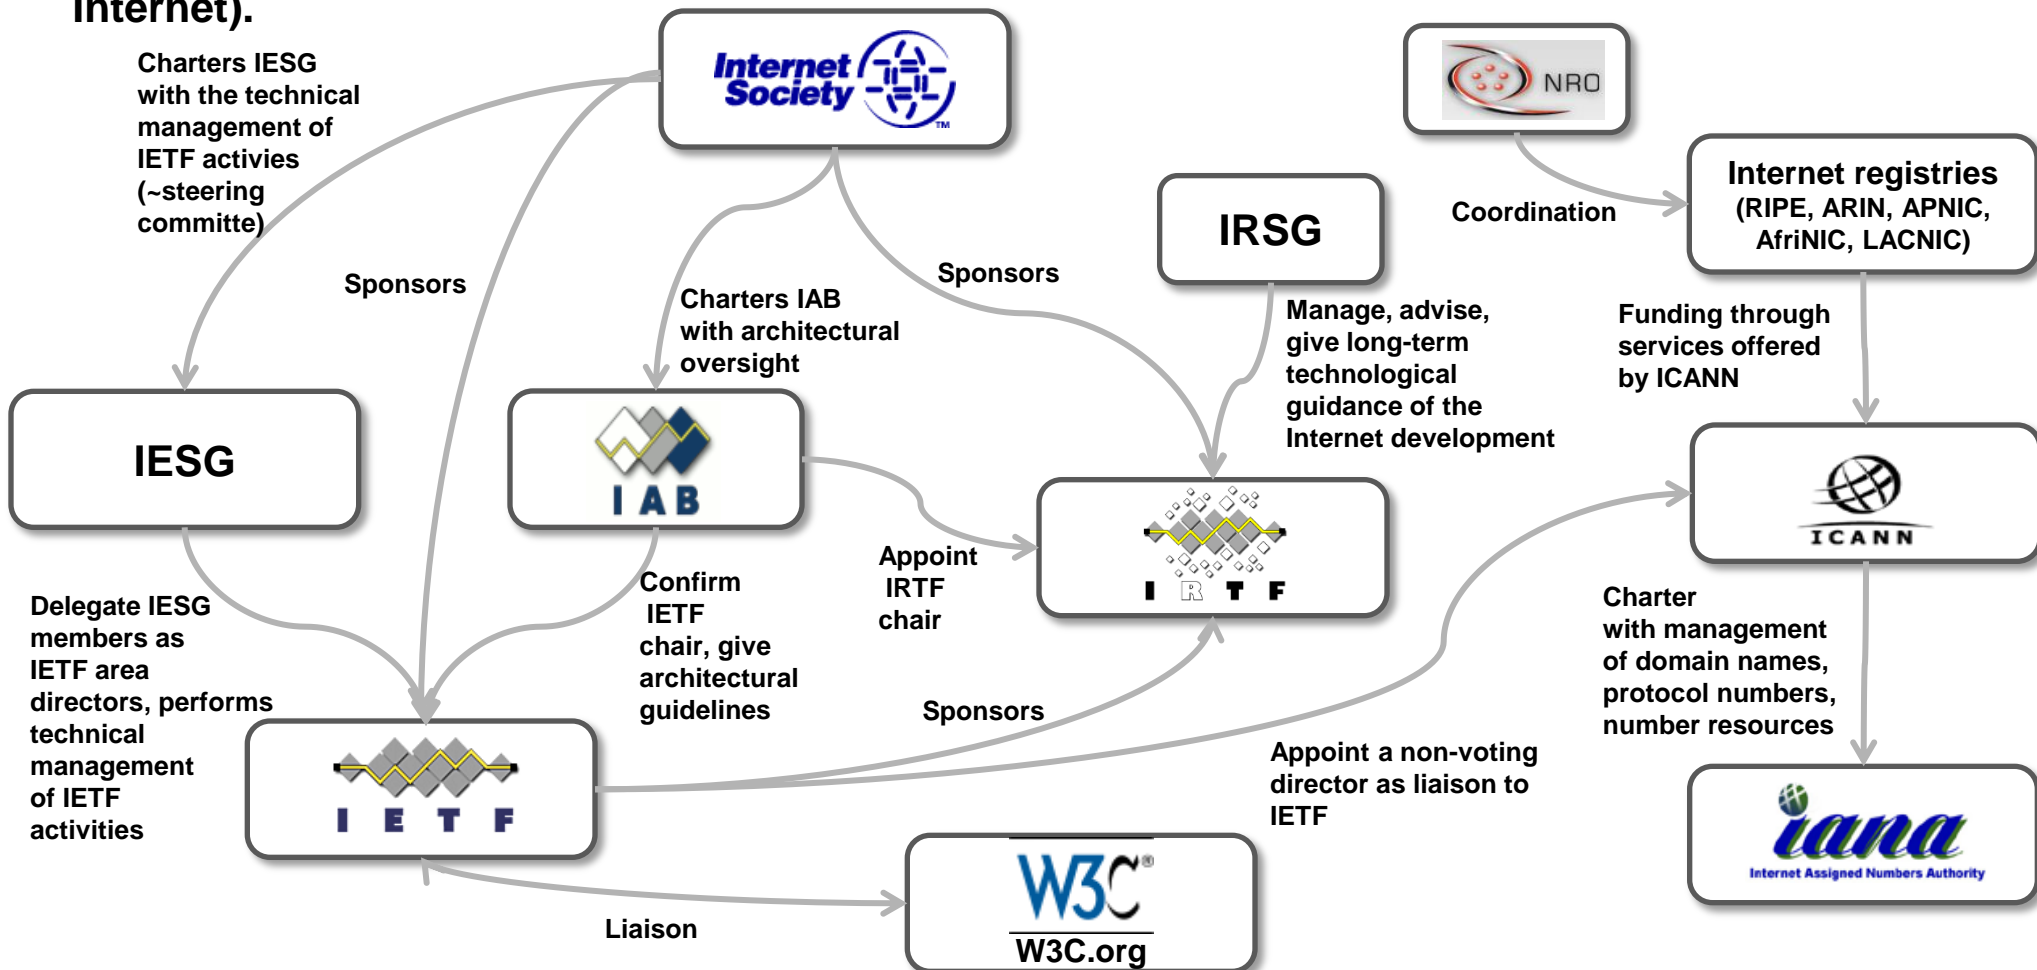 Internet).
Charters IESG
with the technical
management of
IETF activies
(~steering
committe)
Internet
Society
TM
NRO
Internet registries
(RIPE, ARIN, APNIC,
AfriNIC, LACNIC)
Coordination
IRSG
Sponsors
Sponsors
Charters IAB
with architectural
oversight
Manage, advise,
give long-term
technological
guidance of the
Internet development
Funding through
services offered
by ICANN
IESG
IAB
ICANN
Appoint
IRTF
chair
IRTF
Confirm
IETF
chair, give
architectural
guidelines
Delegate IESG
members as
IETF area
directors, performs
technical
management
of IETF
activities
Charter
with management
of domain names,
protocol numbers,
number resources
Sponsors
Appoint a non-voting
director as liaison to
IETF
IETF
iana
Internet Assigned Numbers Authority
W3C®
W3C.org
Liaison